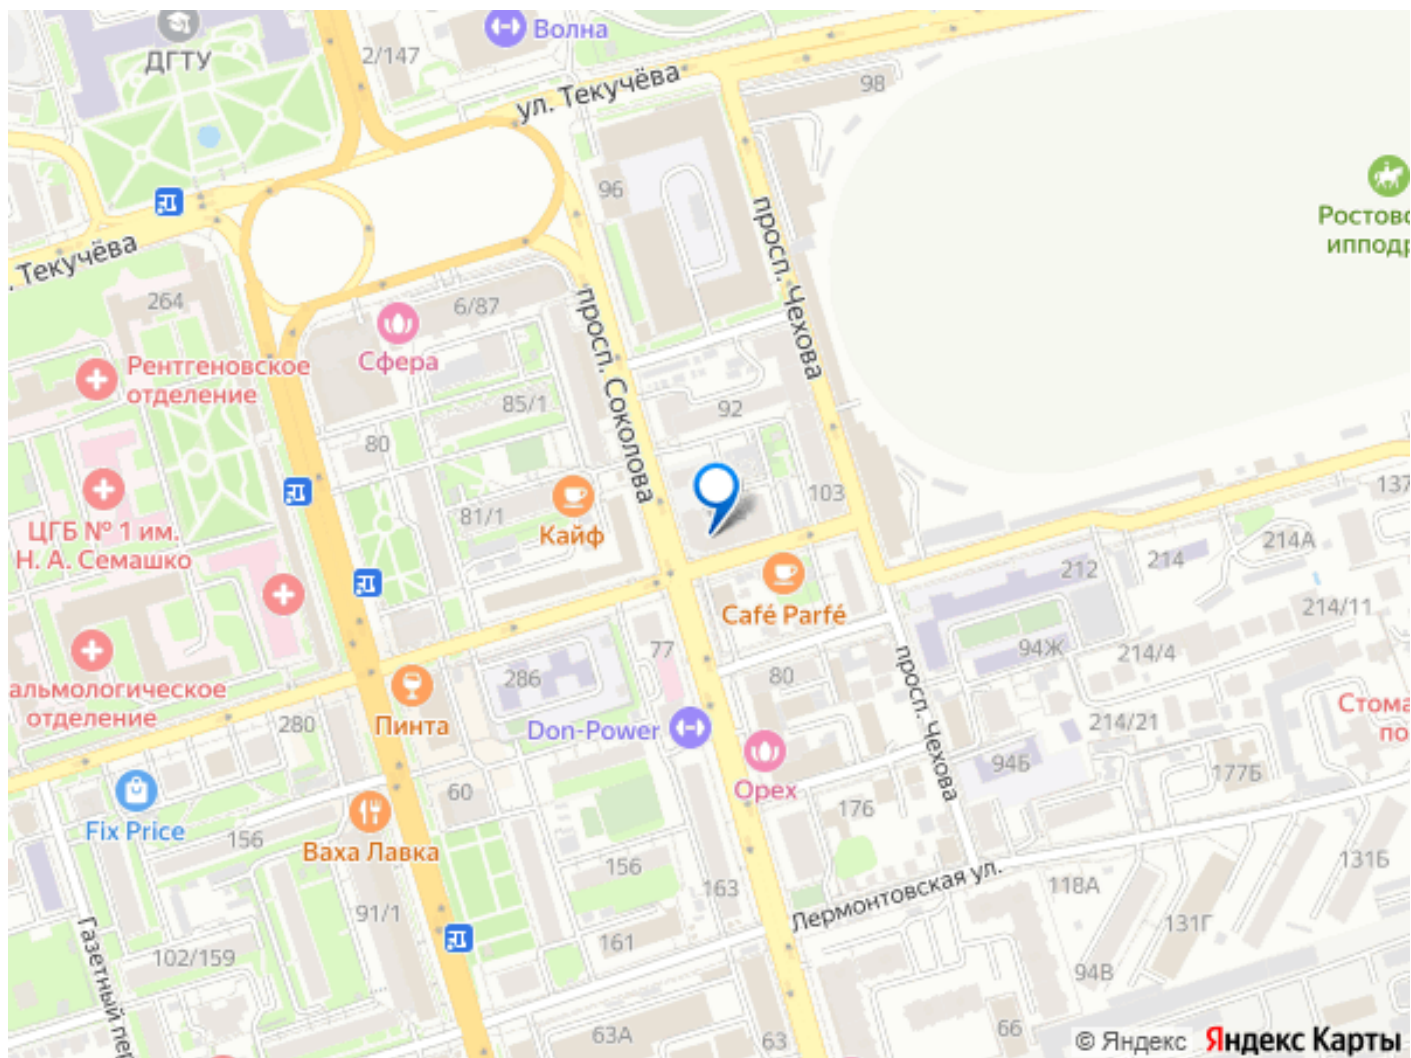 ДГТУ
Волна
2/147
ул. Текучёва
98
96
Ростовс
ипподр
просп. Чехова
. Текучёва
264
6/87
просп. Соколова
Сфера
Рентгеновское
отделение
85/1
92
80
103
137
81/1
Кайф
ЦГБ № 1 им.
Н. А. Семашко
214А
212
214
Café Parfé
214/11
77
94Ж
214/4
286
80
просп. Чехова
альмологическое
отделение
280
Пинта
Don-Power
Стома
по
214/21
94Б
177Б
Орех
60
176
Fix Price
156
Ваха Лавка
156
131Б
163
118А
Лермонтовская ул.
91/1
131Г
Газетный пер
161
102/159
94В
63А
63
66
© Яндекс Яндекс Карты